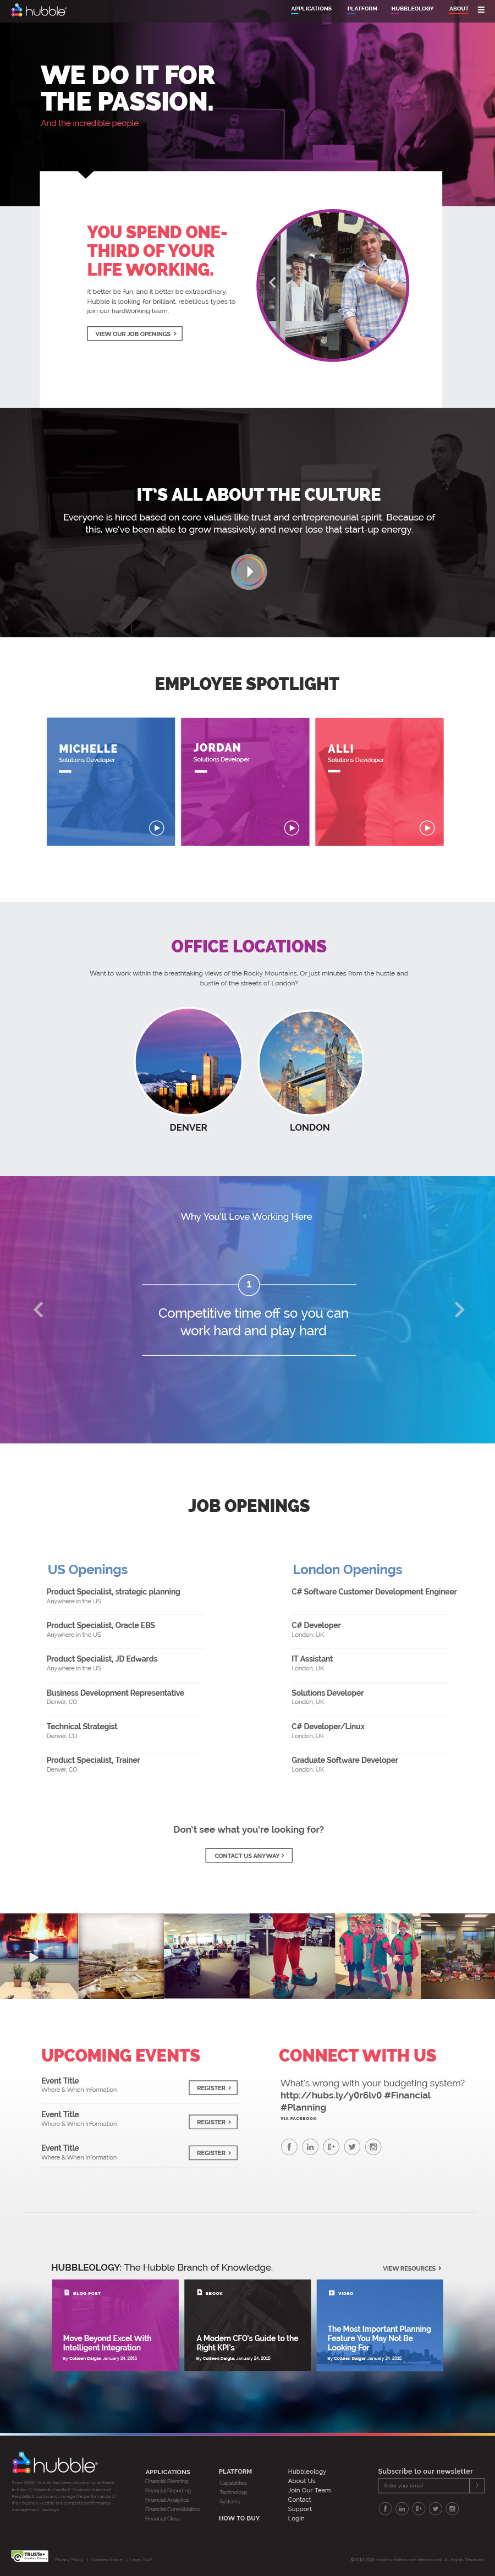 hubble
APPLICATIONS
PLATFORM
HUBBLEOLOGY
ABOUT
WE DO IT FOR
THE PASSION.
And the incredible people
YOU SPEND ONE-
THIRD OF YOUR
LIFE WORKING.
It better be fun, and it better be extraordinary.
Hubble is looking for brilliant, rebellious types to
join our hardworking team.
VIEW OUR JOB OPENINGS >
IT'S ALL ABOUT THE CULTURE
Everyone is hired based on core values like trust and entrepreneurial spirit. Because of
this, we've been able to grow massively, and never lose that start-up energy.
EMPLOYEE SPOTLIGHT
MICHELLE
Solutions Developer
JORDAN
Solutions Developer
ALLI
Solutions Developer
OFFICE LOCATIONS
Want to work within the breathtaking views of the Rocky Mountains, Or just minutes from the hustle and
bustle of the streets of London?
DENVER
LONDON
Why You'll Love Working Here
1
Competitive time off so you can
work hard and play hard
JOB OPENINGS
US Openings
Product Specialist, strategic planning
Anywhere in the US
Product Specialist, Oracle EBS
Anywhere in the US
Product Specialist, JD Edwards
Anywhere in the US
Business Development Representative
Denver, CO
Technical Strategist
Denver, CO
Product Specialist, Trainer
Denver, CO
London Openings
C# Software Customer Development Engineer
C# Developer
London, UK
IT Assistant
London, UK
Solutions Developer
London, UK
C# Developer/Linux
London, UK
Graduate Software Developer
London, UK
Don't see what you're looking for?
CONTACT US ANYWAY >
UPCOMING EVENTS
Event Title
Where & When Information
REGISTER >
Event Title
Where & When Information
REGISTER >
Event Title
Where & When Information
REGISTER >
CONNECT WITH US
What's wrong with your budgeting system?
http://hubs.ly/y0r6lv0 #Financial
#Planning
VIA FACEBOOK
HUBBLEOLOGY: The Hubble Branch of Knowledge.
VIEW RESOURCES >
BLOG POST
Move Beyond Excel With
Intelligent Integration
By Colleen Daigle, January 24, 2015
EBOOK
A Modern CFO's Guide to the
Right KPI's
By Colleen Daigle, January 24, 2015
VIDEO
The Most Important Planning
Feature You May Not Be
Looking For
By Colleen Daigle, January 24, 2015
hubble
APPLICATIONS
Financial Planning
Financial Reporting
Financial Analytics
Financial Consolidation
Financial Close
PLATFORM
Capabilities
Technology
Systems
HOW TO BUY
Hubbleology
About Us
Join Our Team
Contact
Support
Login
Subscribe to our newsletter
Enter your email
TRUSTe
Privacy Policy | Cookies Notice | Legal Stuff